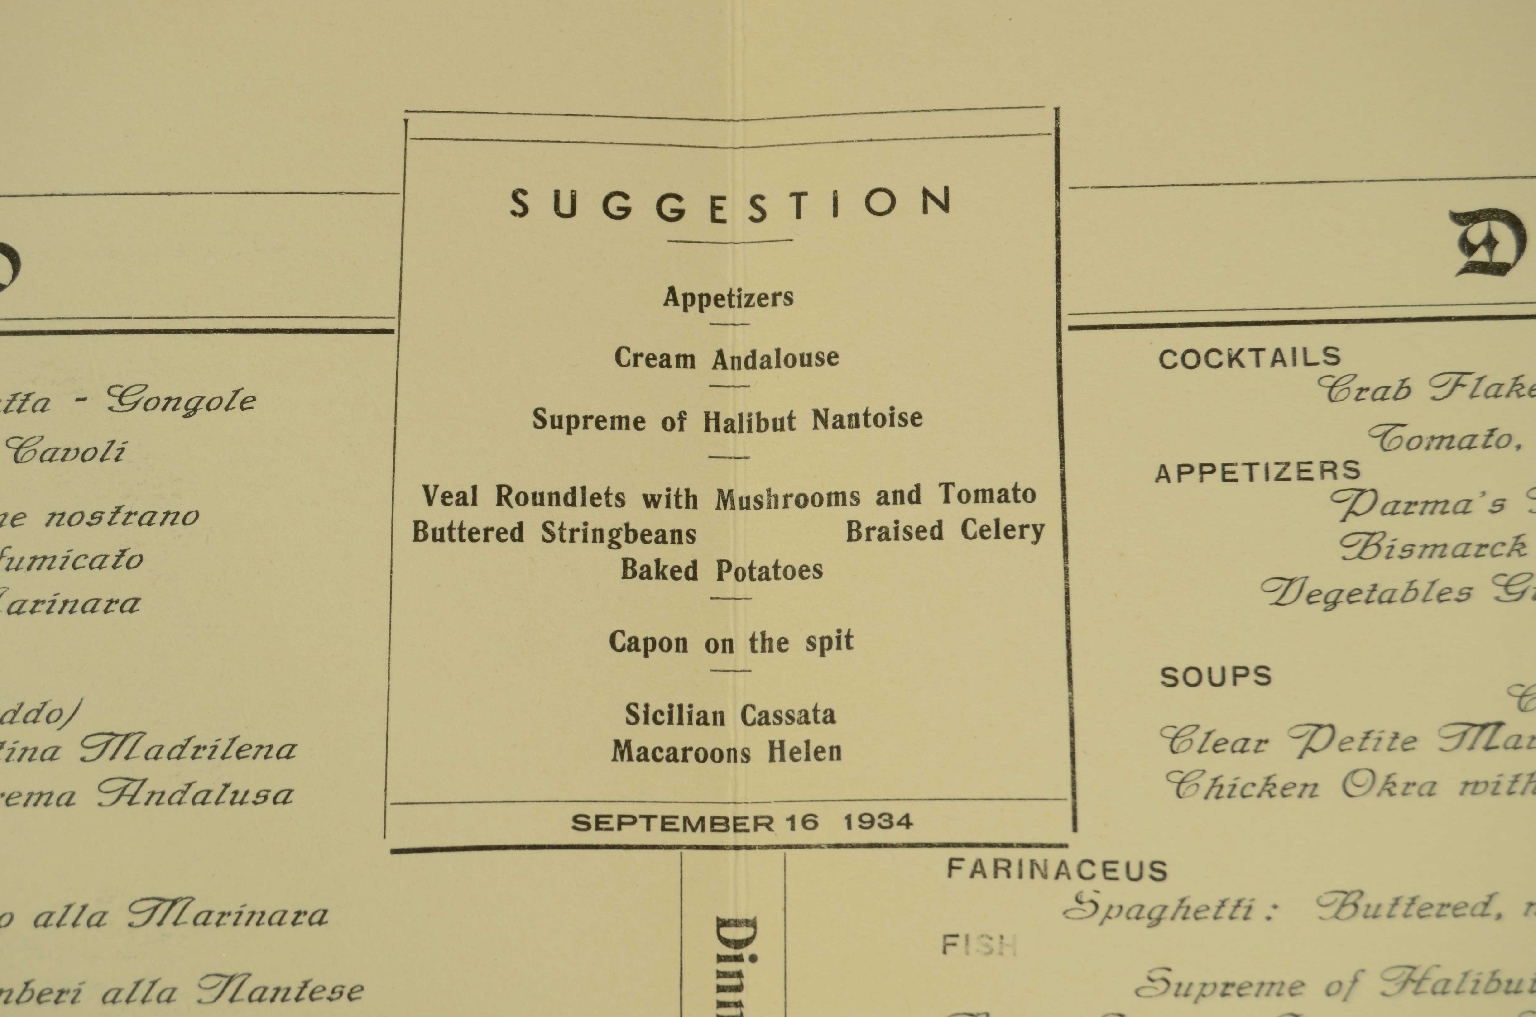 SUGGESTION
Appetizers
Cream Andalouse
Supreme of Halibut Nantoise
Veal Roundlets with Mushrooms and Tomato
Buttered Stringbeans Braised Celery
Baked Potatoes
Capon on the spit
Sicilian Cassata
Macaroons Helen
SEPTEMBER 16 1934
- Gongole
Cavoli
nostrano
Madrilena
Andalusa
alla Marinara
alla Nantese
COCKTAILS
Crab
Tomato,
APPETIZERS
Parma's
Bismarck
Vegetables
SOUPS
Clear Petite
Chicken Okra with
FARINACEUS
Spaghetti: Buttered,
FISH
Supreme of